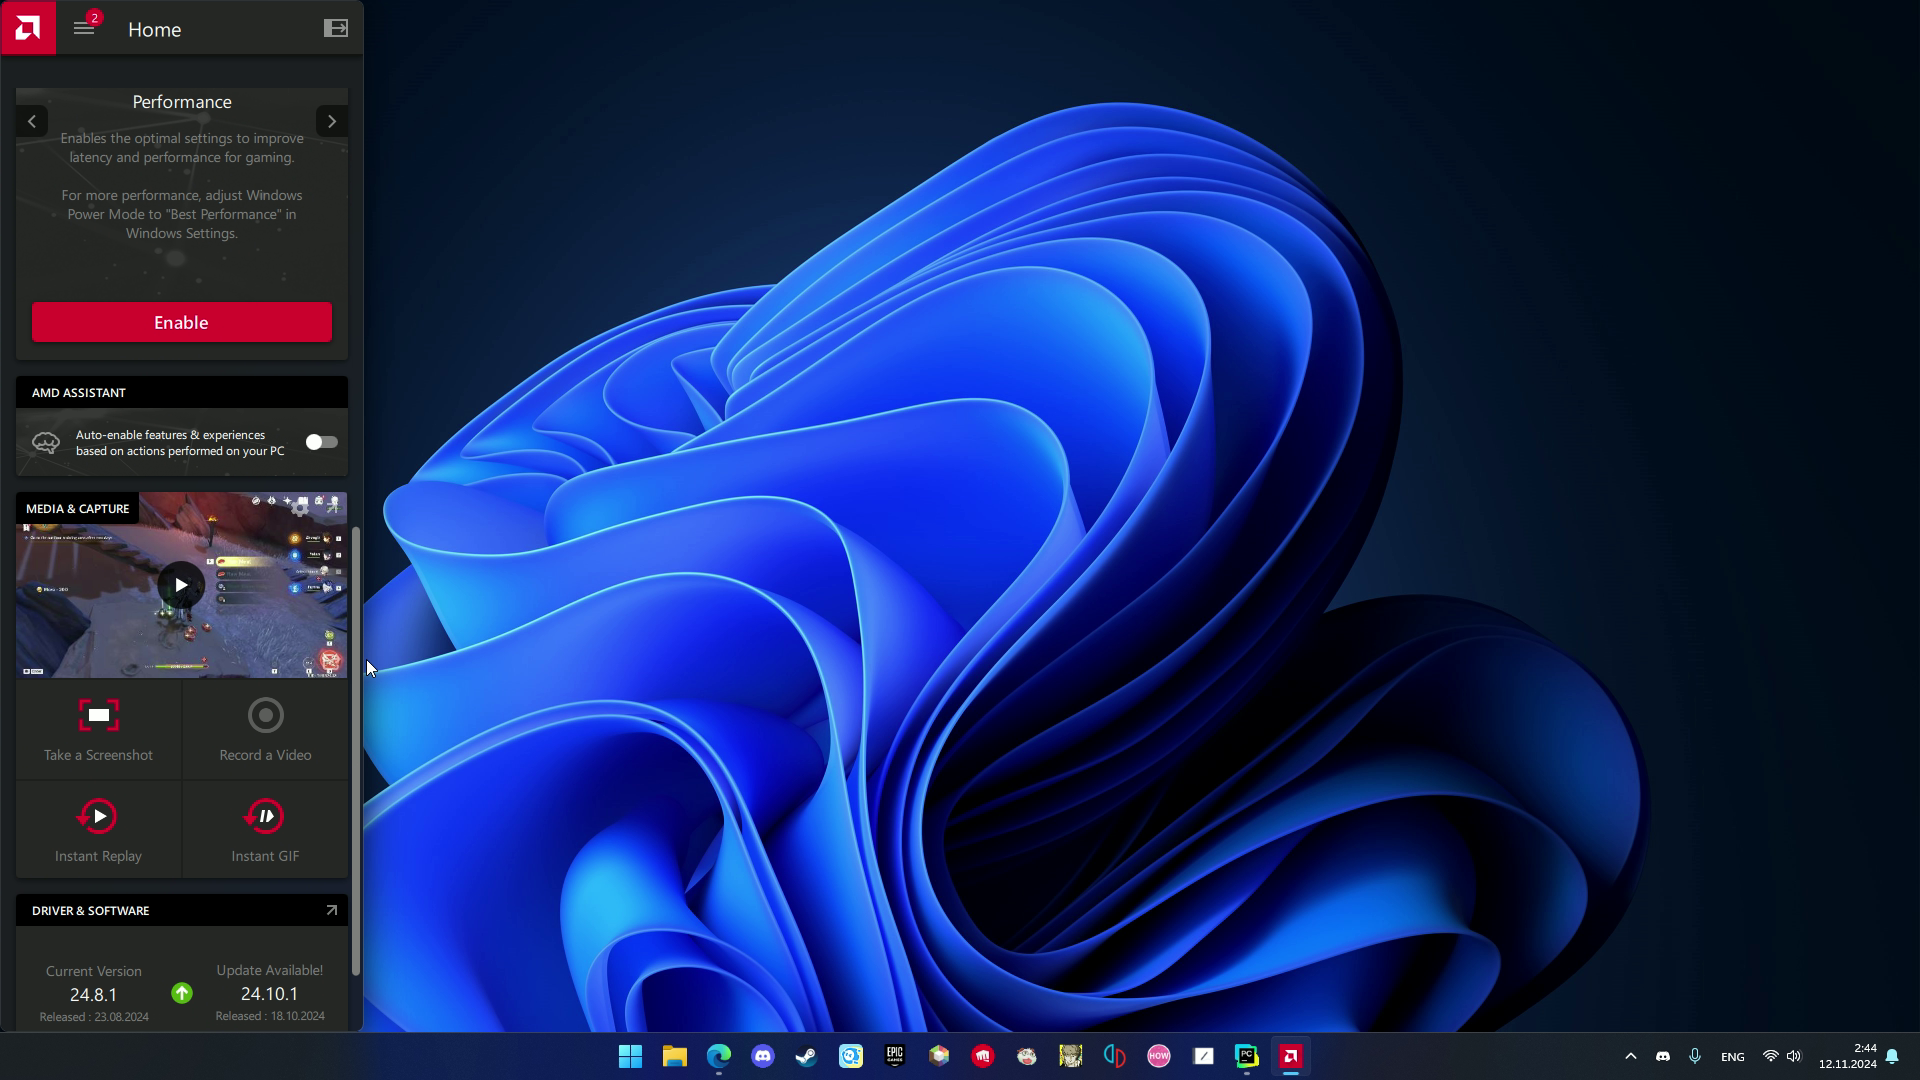 2
Home
Performance
Enables the optimal settings to improve
latency and performance for gaming.
For more performance, adjust Windows
Power Mode to "Best Performance" in
Windows Settings.
Enable
AMD ASSISTANT
Auto-enable features & experiences
based on actions performed on your PC
MEDIA & CAPTURE
Take a Screenshot
Record a Video
Instant Replay
Instant GIF
DRIVER & SOFTWARE
Current Version
24.8.1
Released : 23.08.2024
Update Available!
24.10.1
Released : 18.10.2024
EPIC
GAMES
HOW
PC
ENG
2:44
12.11.2024